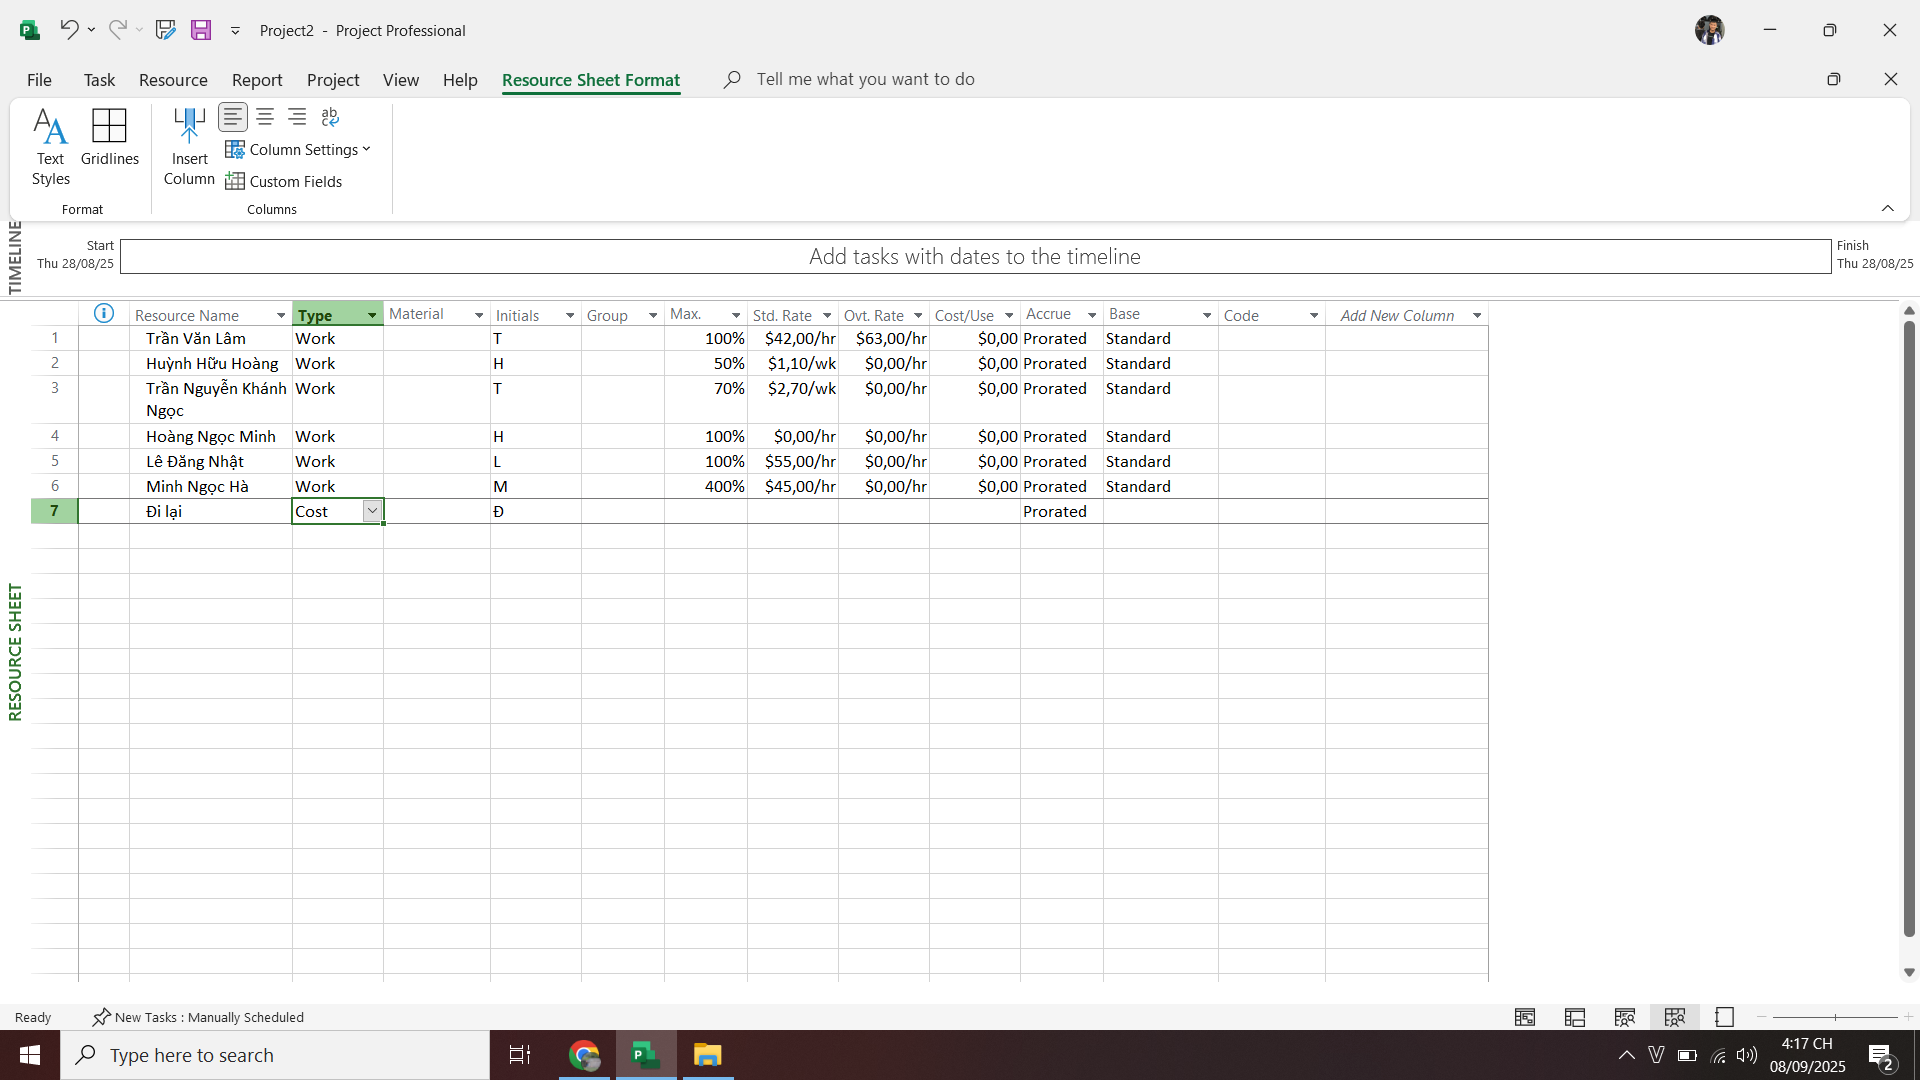 Project2 - Project Professional
File Task Resource Report Project View Help Resource Sheet Format Tell me what you want to do
Text Styles
Gridlines
Insert Column
Column Settings
Custom Fields
Format
Columns
TIMELINE
Start
Thu 28/08/25
Add tasks with dates to the timeline
Finish
Thu 28/08/25
RESOURCE SHEET
Resource Name Type Material Initials Group Max. Std. Rate Ovt. Rate Cost/Use Accrue Base Code Add New Column
1 Trần Văn Lâm Work T 100% $42,00/hr $63,00/hr $0,00 Prorated Standard
2 Huỳnh Hữu Hoàng Work H 50% $1,10/wk $0,00/hr $0,00 Prorated Standard
3 Trần Nguyễn Khánh Ngọc Work T 70% $2,70/wk $0,00/hr $0,00 Prorated Standard
4 Hoàng Ngọc Minh Work H 100% $0,00/hr $0,00/hr $0,00 Prorated Standard
5 Lê Đăng Nhật Work L 100% $55,00/hr $0,00/hr $0,00 Prorated Standard
6 Minh Ngọc Hà Work M 400% $45,00/hr $0,00/hr $0,00 Prorated Standard
7 Đi lại Cost Đ Prorated
Ready New Tasks : Manually Scheduled
Type here to search
4:17 CH
08/09/2025
2